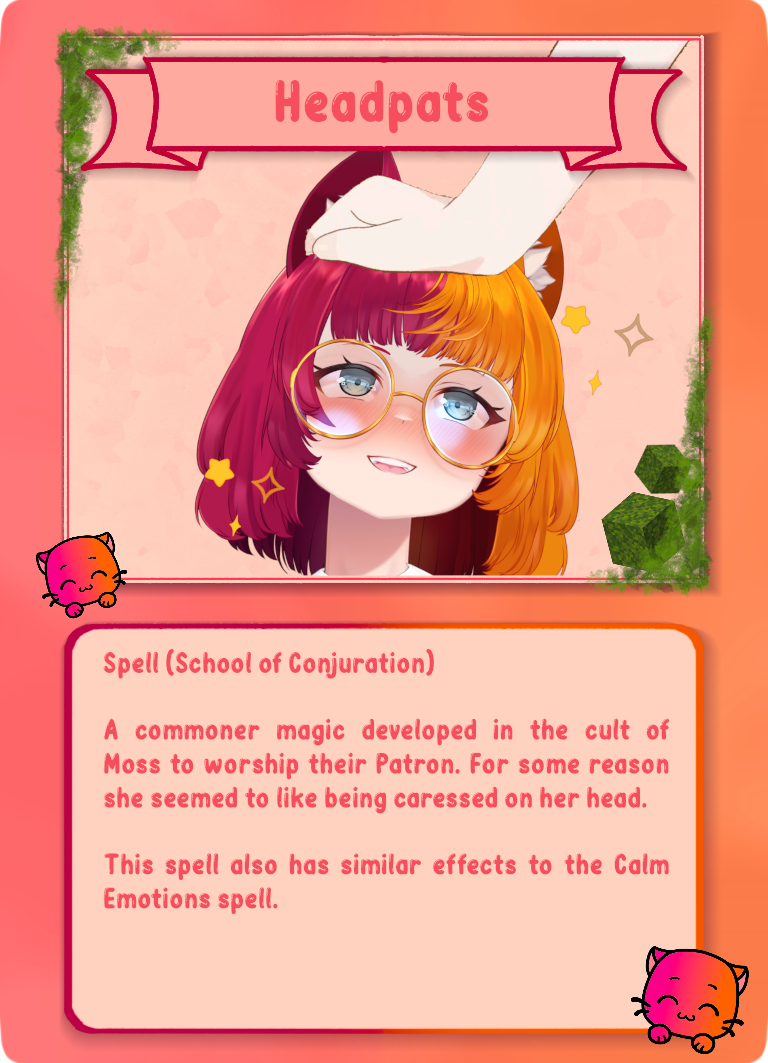 Headpats
Spell (School of Conjuration)
A commoner magic developed in the cult of
Moss to worship their Patron. For some reason
she seemed to like being caressed on her head.
This spell also has similar effects to the Calm
Emotions spell.